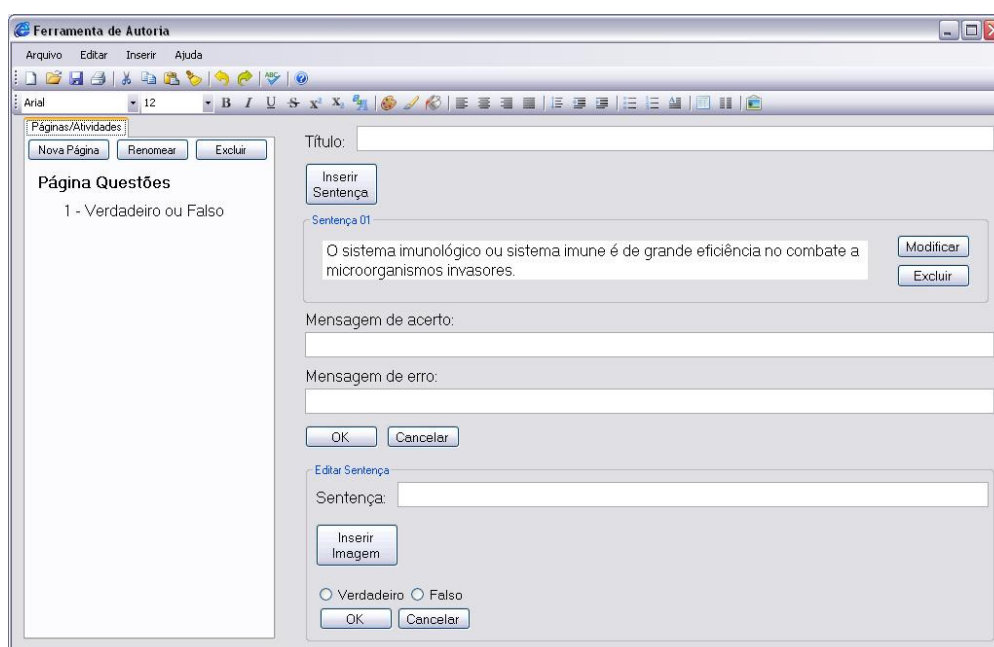 Ferramenta de Autoria
Arquivo Editar Inserir Ajuda
ABC
Arial 12 B I U S x² X₂
Páginas/Atividades
Nova Página Renomear Excluir
Página Questões
1 - Verdadeiro ou Falso
Título:
Inserir
Sentença
Sentença 01
O sistema imunológico ou sistema imune é de grande eficiência no combate a
microorganismos invasores.
Modificar
Excluir
Mensagem de acerto:
Mensagem de erro:
OK Cancelar
Editar Sentença
Sentença:
Inserir
Imagem
Verdadeiro Falso
OK Cancelar